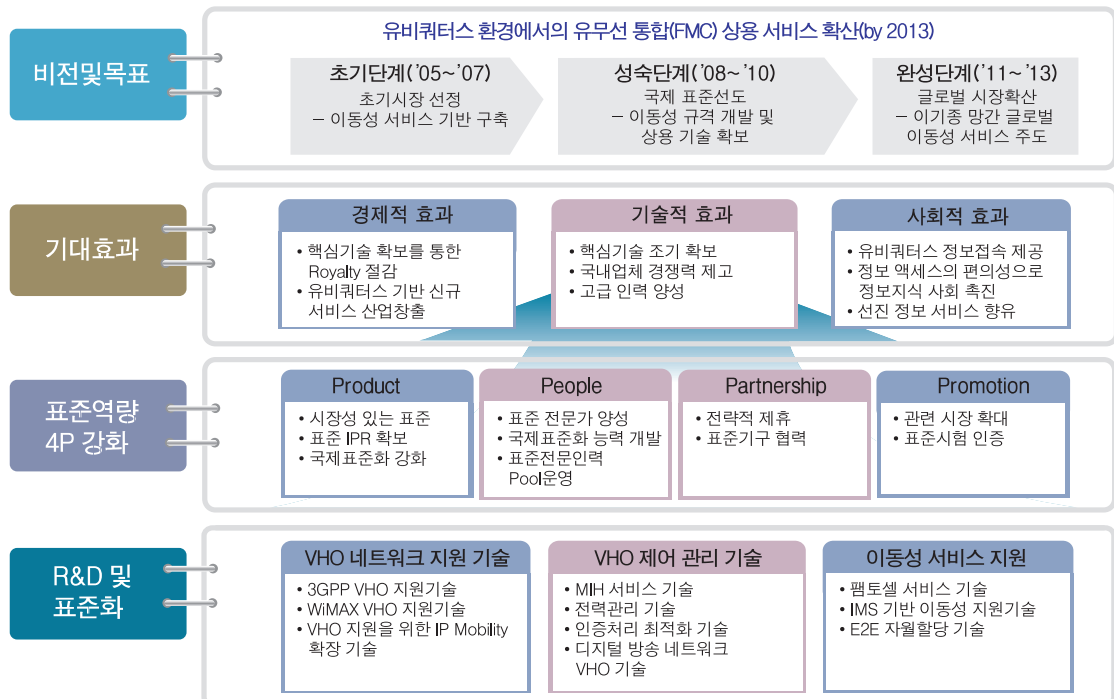 비전및목표
유비쿼터스 환경에서의 유무선 통합(FMC) 상용 서비스 확산(by 2013)
초기단계('05~'07)
초기시장 선정
– 이동성 서비스 기반 구축
성숙단계('08~'10)
국제 표준선도
– 이동성 규격 개발 및
상용 기술 확보
완성단계('11~'13)
글로벌 시장확산
– 이기종 망간 글로벌
이동성 서비스 주도
기대효과
경제적 효과
• 핵심기술 확보를 통한
Royalty 절감
• 유비쿼터스 기반 신규
서비스 산업창출
기술적 효과
• 핵심기술 조기 확보
• 국내업체 경쟁력 제고
• 고급 인력 양성
사회적 효과
• 유비쿼터스 정보접속 제공
• 정보 액세스의 편의성으로
정보지식 사회 촉진
• 선진 정보 서비스 향유
표준역량
4P 강화
Product
• 시장성 있는 표준
• 표준 IPR 확보
• 국제표준화 강화
People
• 표준 전문가 양성
• 국제표준화 능력 개발
• 표준전문인력
Pool운영
Partnership
• 전략적 제휴
• 표준기구 협력
Promotion
• 관련 시장 확대
• 표준시험 인증
R&D 및
표준화
VHO 네트워크 지원 기술
• 3GPP VHO 지원기술
• WiMAX VHO 지원기술
• VHO 지원을 위한 IP Mobility
확장 기술
VHO 제어 관리 기술
• MIH 서비스 기술
• 전력관리 기술
• 인증처리 최적화 기술
• 디지털 방송 네트워크
VHO 기술
이동성 서비스 지원
• 팸토셀 서비스 기술
• IMS 기반 이동성 지원기술
• E2E 자월할당 기술